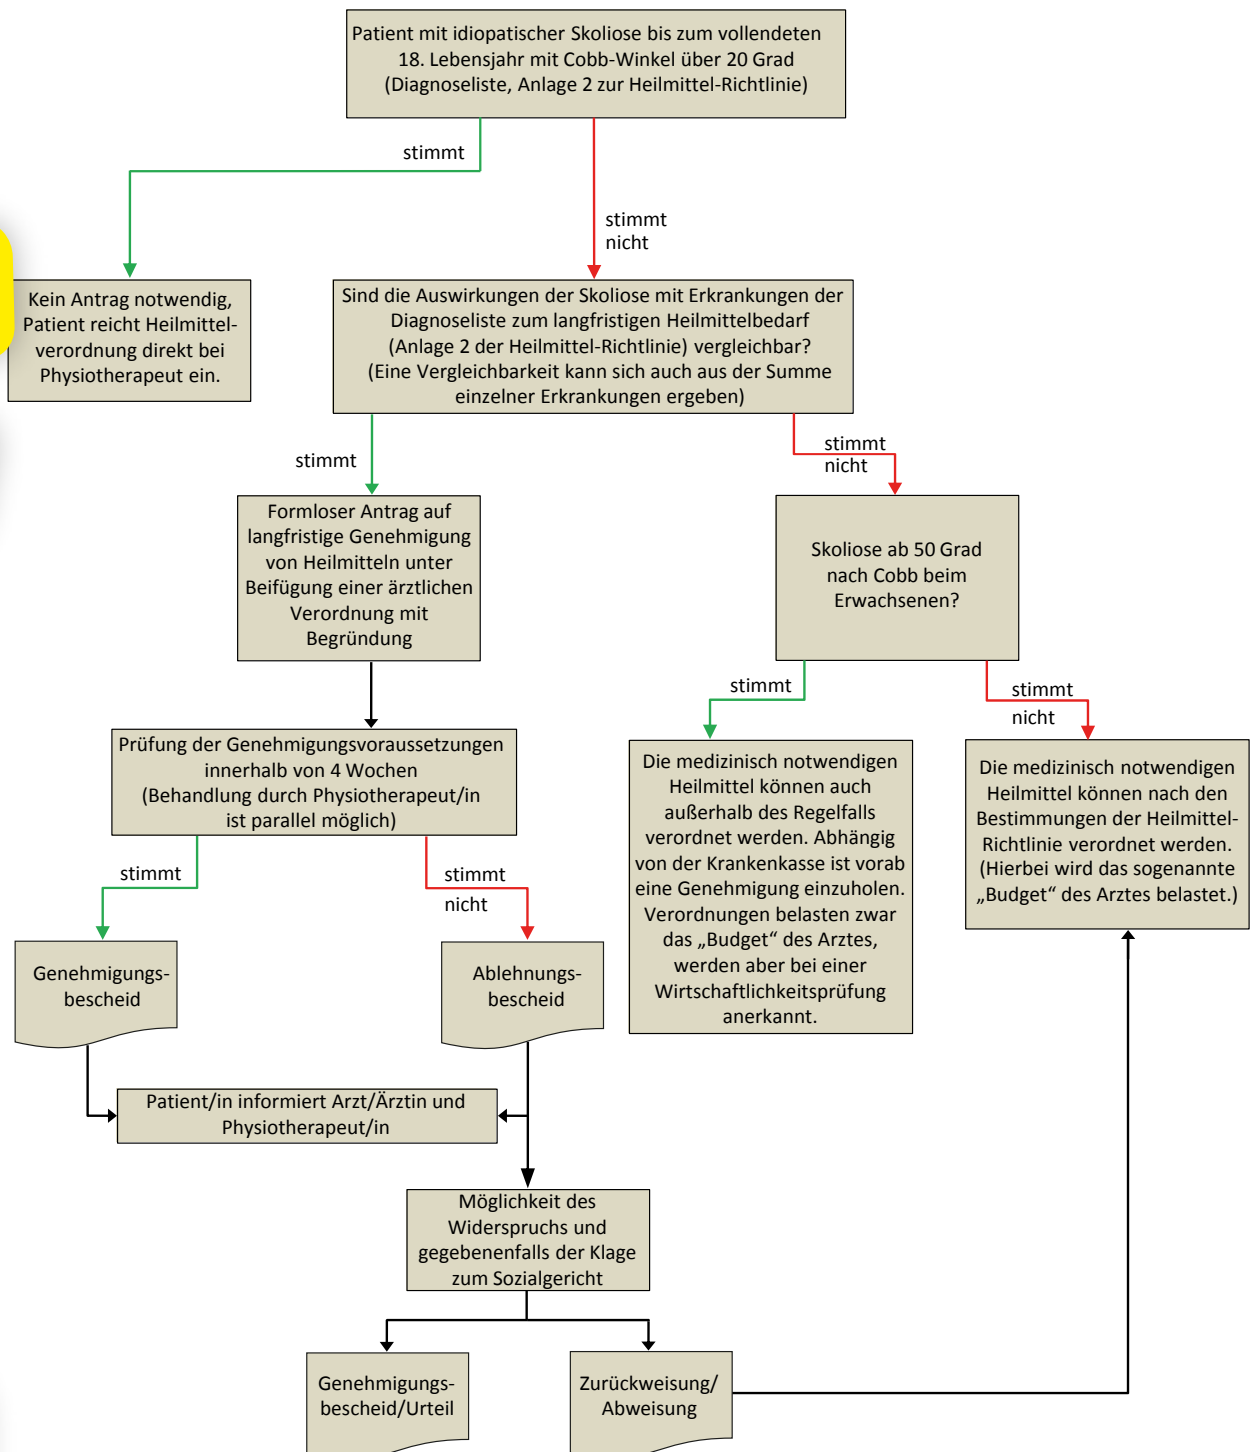 Patient mit idiopatischer Skoliose bis zum vollendeten
18. Lebensjahr mit Cobb-Winkel über 20 Grad
(Diagnoseliste, Anlage 2 zur Heilmittel-Richtlinie)
stimmt
stimmt
nicht
Kein Antrag notwendig,
Patient reicht Heilmittel-
verordnung direkt bei
Physiotherapeut ein.
Sind die Auswirkungen der Skoliose mit Erkrankungen der
Diagnoseliste zum langfristigen Heilmittelbedarf
(Anlage 2 der Heilmittel-Richtlinie) vergleichbar?
(Eine Vergleichbarkeit kann sich auch aus der Summe
einzelner Erkrankungen ergeben)
stimmt
stimmt
nicht
Formloser Antrag auf
langfristige Genehmigung
von Heilmitteln unter
Beifügung einer ärztlichen
Verordnung mit
Begründung
Skoliose ab 50 Grad
nach Cobb beim
Erwachsenen?
stimmt
stimmt
nicht
Prüfung der Genehmigungsvoraussetzungen
innerhalb von 4 Wochen
(Behandlung durch Physiotherapeut/in
ist parallel möglich)
Die medizinisch notwendigen
Heilmittel können auch
außerhalb des Regelfalls
verordnet werden. Abhängig
von der Krankenkasse ist vorab
eine Genehmigung einzuholen.
Verordnungen belasten zwar
das „Budget“ des Arztes,
werden aber bei einer
Wirtschaftlichkeitsprüfung
anerkannt.
Die medizinisch notwendigen
Heilmittel können nach den
Bestimmungen der Heilmittel-
Richtlinie verordnet werden.
(Hierbei wird das sogenannte
„Budget“ des Arztes belastet.)
stimmt
stimmt
nicht
Genehmigungs-
bescheid
Ablehnungs-
bescheid
Patient/in informiert Arzt/Ärztin und
Physiotherapeut/in
Möglichkeit des
Widerspruchs und
gegebenenfalls der Klage
zum Sozialgericht
Genehmigungs-
bescheid/Urteil
Zurückweisung/
Abweisung